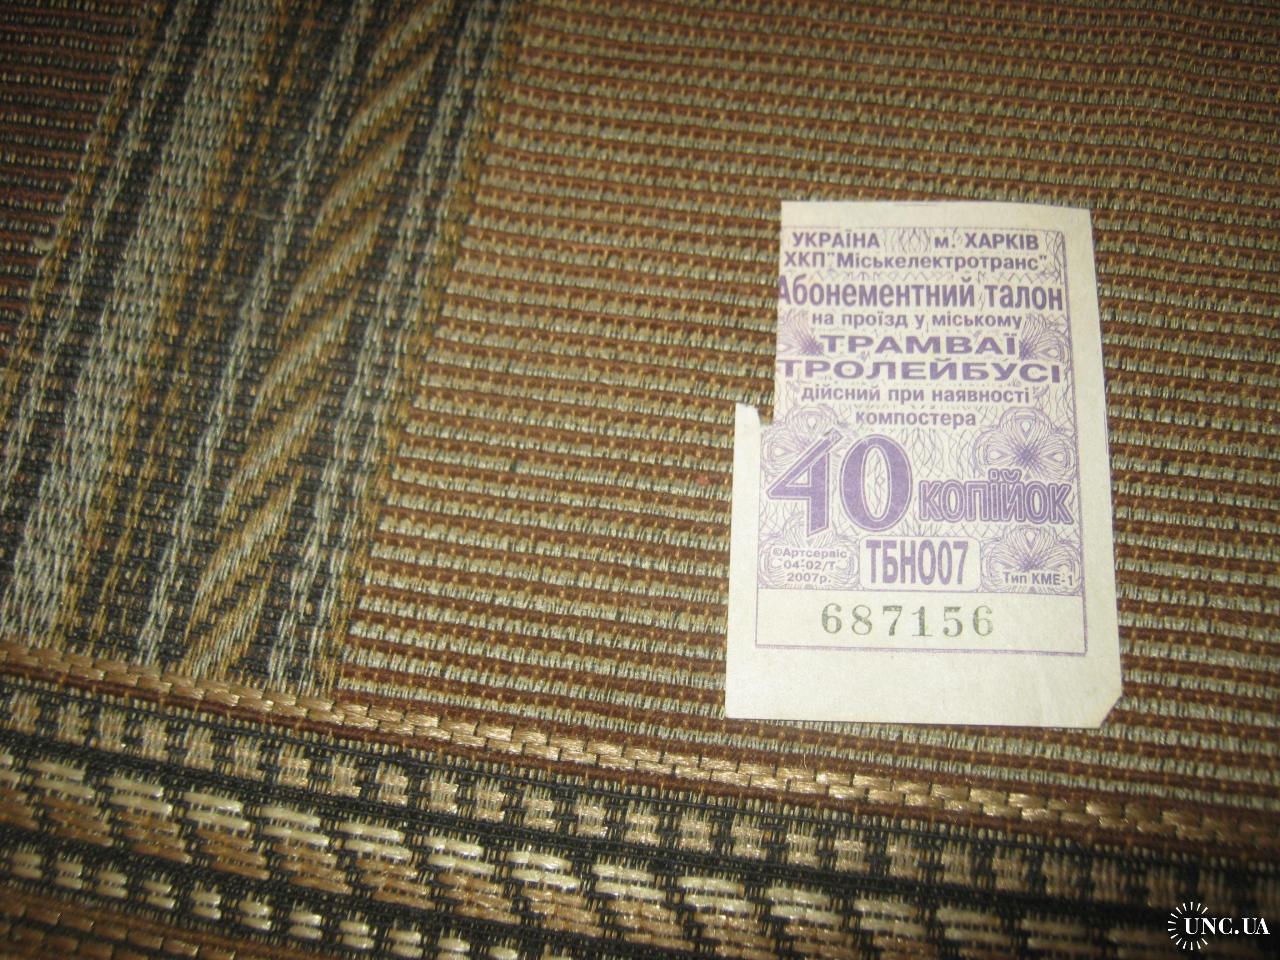 УКРАЇНА м. ХАРКІВ
ХКП "Міськелектротранс"
Абонементний талон
на проїзд у міському
ТРАМВАЇ
ТРОЛЕЙБУСІ
дійсний при наявності
компостера
40 КОПІЙОК
©Артсервіс
04-02/Т
2007р.
ТБН007
Тип КМЕ-1
687156
UNC.UA